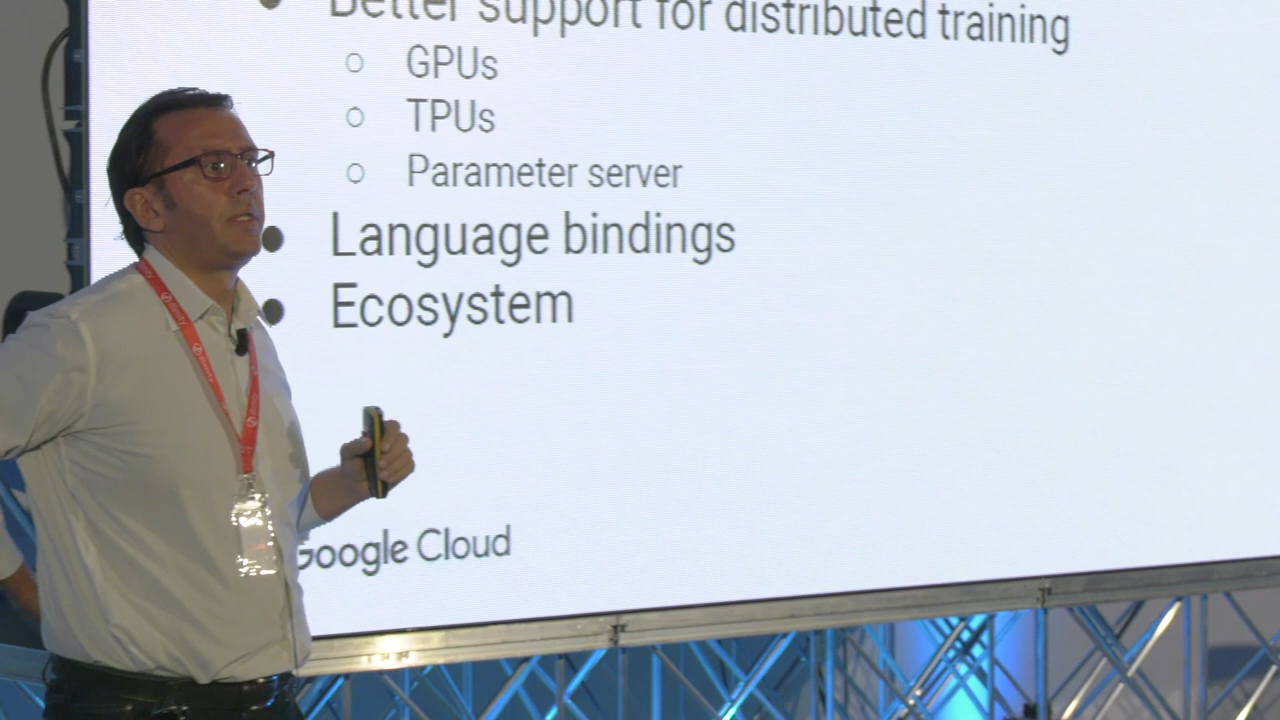 Better support for distributed training
GPUs
TPUs
Parameter server
Language bindings
Ecosystem
Google Cloud